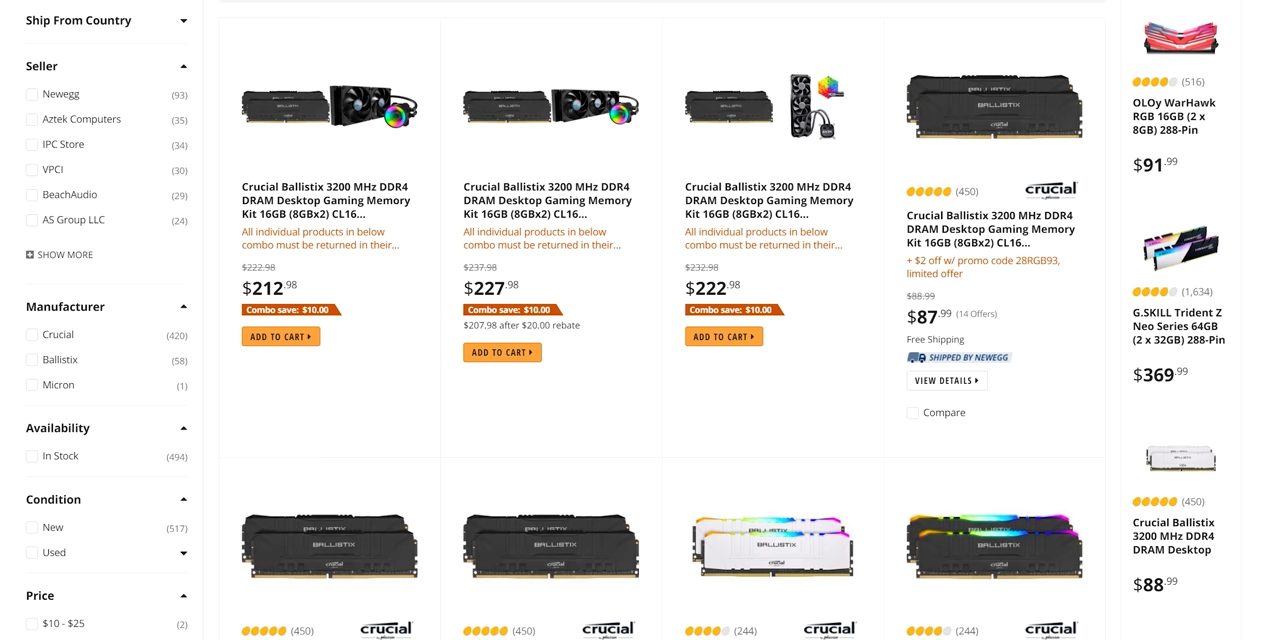 Ship From Country
Seller
Newegg (93)
Aztek Computers (35)
IPC Store (34)
VPCI (30)
BeachAudio (29)
AS Group LLC (24)
SHOW MORE
Manufacturer
Crucial (420)
Ballistix (58)
Micron (1)
Availability
In Stock (494)
Condition
New (517)
Used
Price
$10 - $25 (2)
Crucial Ballistix 3200 MHz DDR4
DRAM Desktop Gaming Memory
Kit 16GB (8GBx2) CL16...
All individual products in below
combo must be returned in their...
$222.98
$212.98
Combo save: $10.00
ADD TO CART
Crucial Ballistix 3200 MHz DDR4
DRAM Desktop Gaming Memory
Kit 16GB (8GBx2) CL16...
All individual products in below
combo must be returned in their...
$237.98
$227.98
Combo save: $10.00
$207.98 after $20.00 rebate
ADD TO CART
Crucial Ballistix 3200 MHz DDR4
DRAM Desktop Gaming Memory
Kit 16GB (8GBx2) CL16...
All individual products in below
combo must be returned in their...
$232.98
$222.98
Combo save: $10.00
ADD TO CART
BALLISTIX
crucial
(450) crucial
Crucial Ballistix 3200 MHz DDR4
DRAM Desktop Gaming Memory
Kit 16GB (8GBx2) CL16...
+ $2 off w/ promo code 28RGB93,
limited offer
$88.99
$87.99 (14 Offers)
Free Shipping
SHIPPED BY NEWEGG
VIEW DETAILS
Compare
BALLISTIX
crucial
(450) crucial
BALLISTIX
crucial
(450) crucial
BALLISTIX
crucial
(244) crucial
BALLISTIX
crucial
(244) crucial
(516)
OLOy WarHawk
RGB 16GB (2 x
8GB) 288-Pin
$91.99
(1,634)
G.SKILL Trident Z
Neo Series 64GB
(2 x 32GB) 288-Pin
$369.99
(450)
Crucial Ballistix
3200 MHz DDR4
DRAM Desktop
$88.99